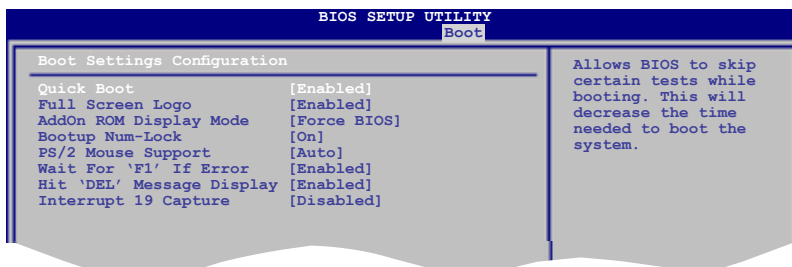 BIOS SETUP UTILITY
Boot
Boot Settings Configuration
Quick Boot [Enabled]
Full Screen Logo [Enabled]
AddOn ROM Display Mode [Force BIOS]
Bootup Num-Lock [On]
PS/2 Mouse Support [Auto]
Wait For ‘F1’ If Error [Enabled]
Hit ‘DEL’ Message Display [Enabled]
Interrupt 19 Capture [Disabled]
Allows BIOS to skip
certain tests while
booting. This will
decrease the time
needed to boot the
system.